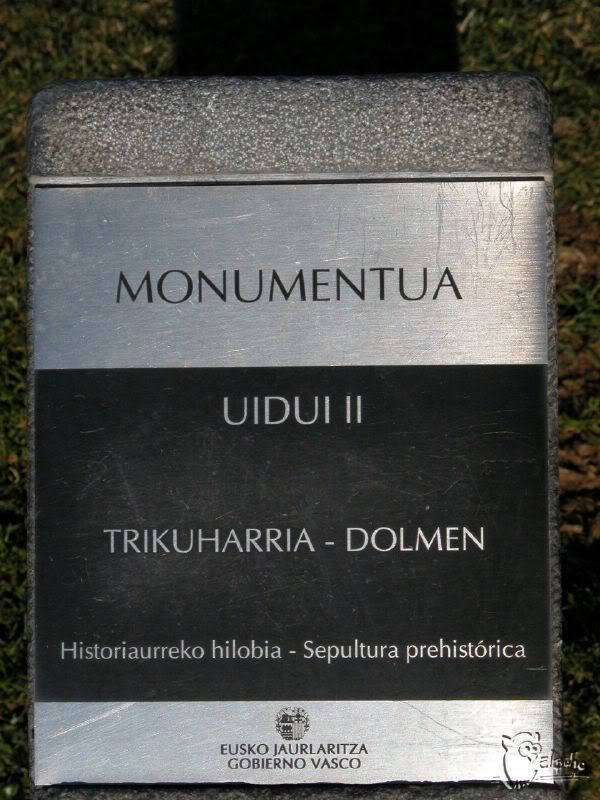 MONUMENTUA
UIDUI II
TRIKUHARRIA - DOLMEN
Historiaurreko hilobia - Sepultura prehistórica
EUSKO JAURLARITZA
GOBIERNO VASCO